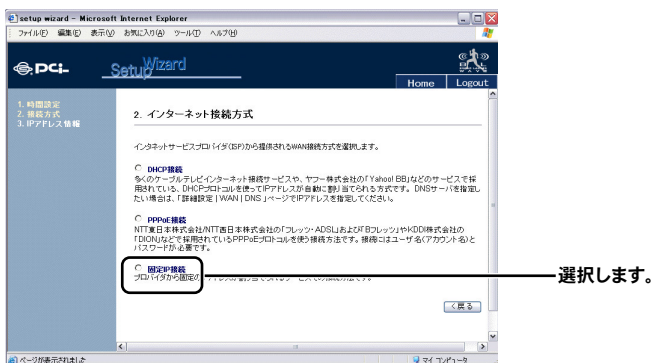 setup wizard - Microsoft Internet Explorer
ファイル(F) 編集(E) 表示(V) お気に入り(A) ツール(T) ヘルプ(H)
PCi-
Setup Wizard
Home Logout
1. 時間設定
2. 接続方式
3. IPアドレス情報
2. インターネット接続方式
インタネットサービスプロバイダ(ISP)から提供されるWAN接続方式を選択します。
DHCP接続
多くのケーブルテレビインターネット接続サービスや、ヤフー株式会社の「Yahoo! BB」などのサービスで採
用されている、DHCPプロトコルを使ってIPアドレスが自動に割り当てられる方式です。DNSサーバを指定し
たい場合は、「詳細設定 | WAN | DNS」ページでIPアドレスを指定してください。
PPPoE接続
NTT東日本株式会社/NTT西日本株式会社の「フレッツ・ADSL」および「Bフレッツ」やKDDI株式会社の
「DION」などで採用されているPPPoEプロトコルを使う接続方法です。接続にはユーザ名(アカウント名)と
パスワードが必要です。
固定IP接続
プロバイダから固定の
選択します。
<戻る
ページが表示されました
マイ コンピュータ